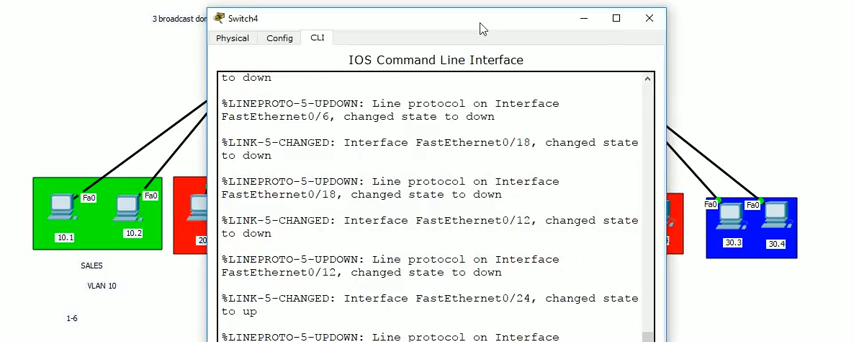 3 broadcast dom
Switch4
Physical Config CLI
IOS Command Line Interface
to down
%LINEPROTO-5-UPDOWN: Line protocol on Interface
FastEthernet0/6, changed state to down
%LINK-5-CHANGED: Interface FastEthernet0/18, changed state
to down
%LINEPROTO-5-UPDOWN: Line protocol on Interface
FastEthernet0/18, changed state to down
%LINK-5-CHANGED: Interface FastEthernet0/12, changed state
to down
%LINEPROTO-5-UPDOWN: Line protocol on Interface
FastEthernet0/12, changed state to down
%LINK-5-CHANGED: Interface FastEthernet0/24, changed state
to up
%LINEPROTO-5-UPDOWN: Line protocol on Interface
Fa0 Fa0
10.1 10.2
20
SALES
VLAN 10
1-6
Fa0 Fa0
30.3 30.4